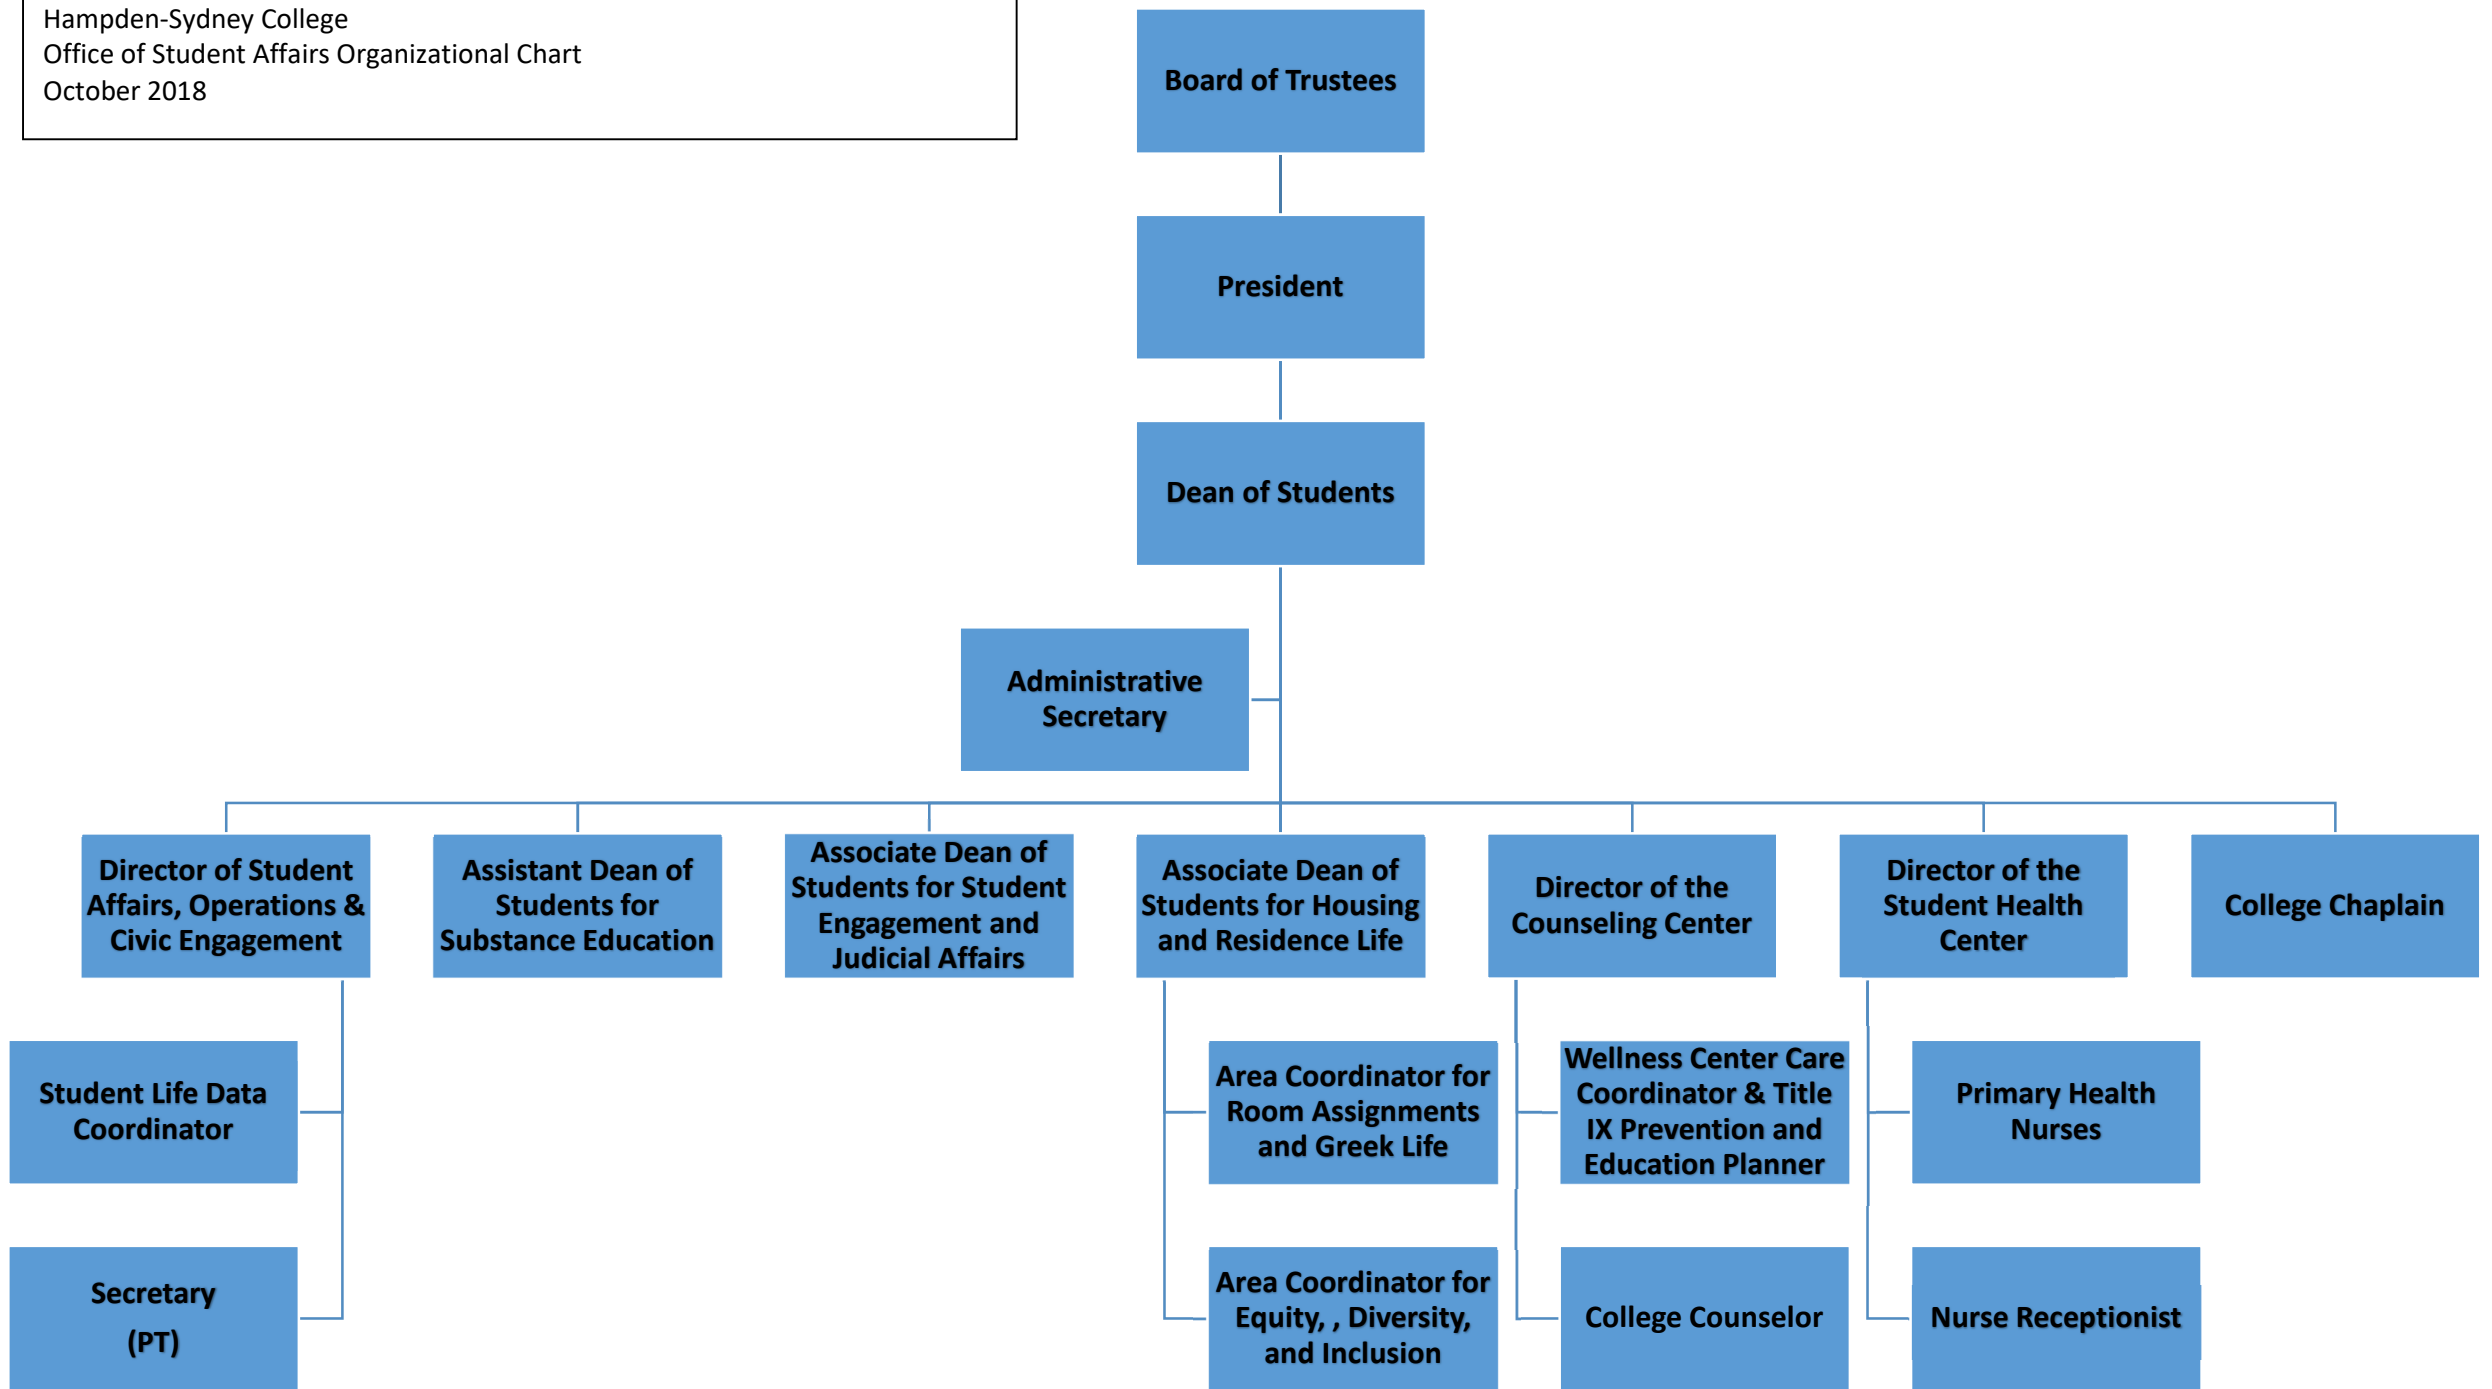 Hampden-Sydney College
Office of Student Affairs Organizational Chart
October 2018
Board of Trustees
President
Dean of Students
Administrative
Secretary
Director of Student
Affairs, Operations &
Civic Engagement
Assistant Dean of
Students for
Substance Education
Associate Dean of
Students for Student
Engagement and
Judicial Affairs
Associate Dean of
Students for Housing
and Residence Life
Director of the
Counseling Center
Director of the
Student Health
Center
College Chaplain
Student Life Data
Coordinator
Area Coordinator for
Room Assignments
and Greek Life
Wellness Center Care
Coordinator & Title
IX Prevention and
Education Planner
Primary Health
Nurses
Secretary
(PT)
Area Coordinator for
Equity, , Diversity,
and Inclusion
College Counselor
Nurse Receptionist